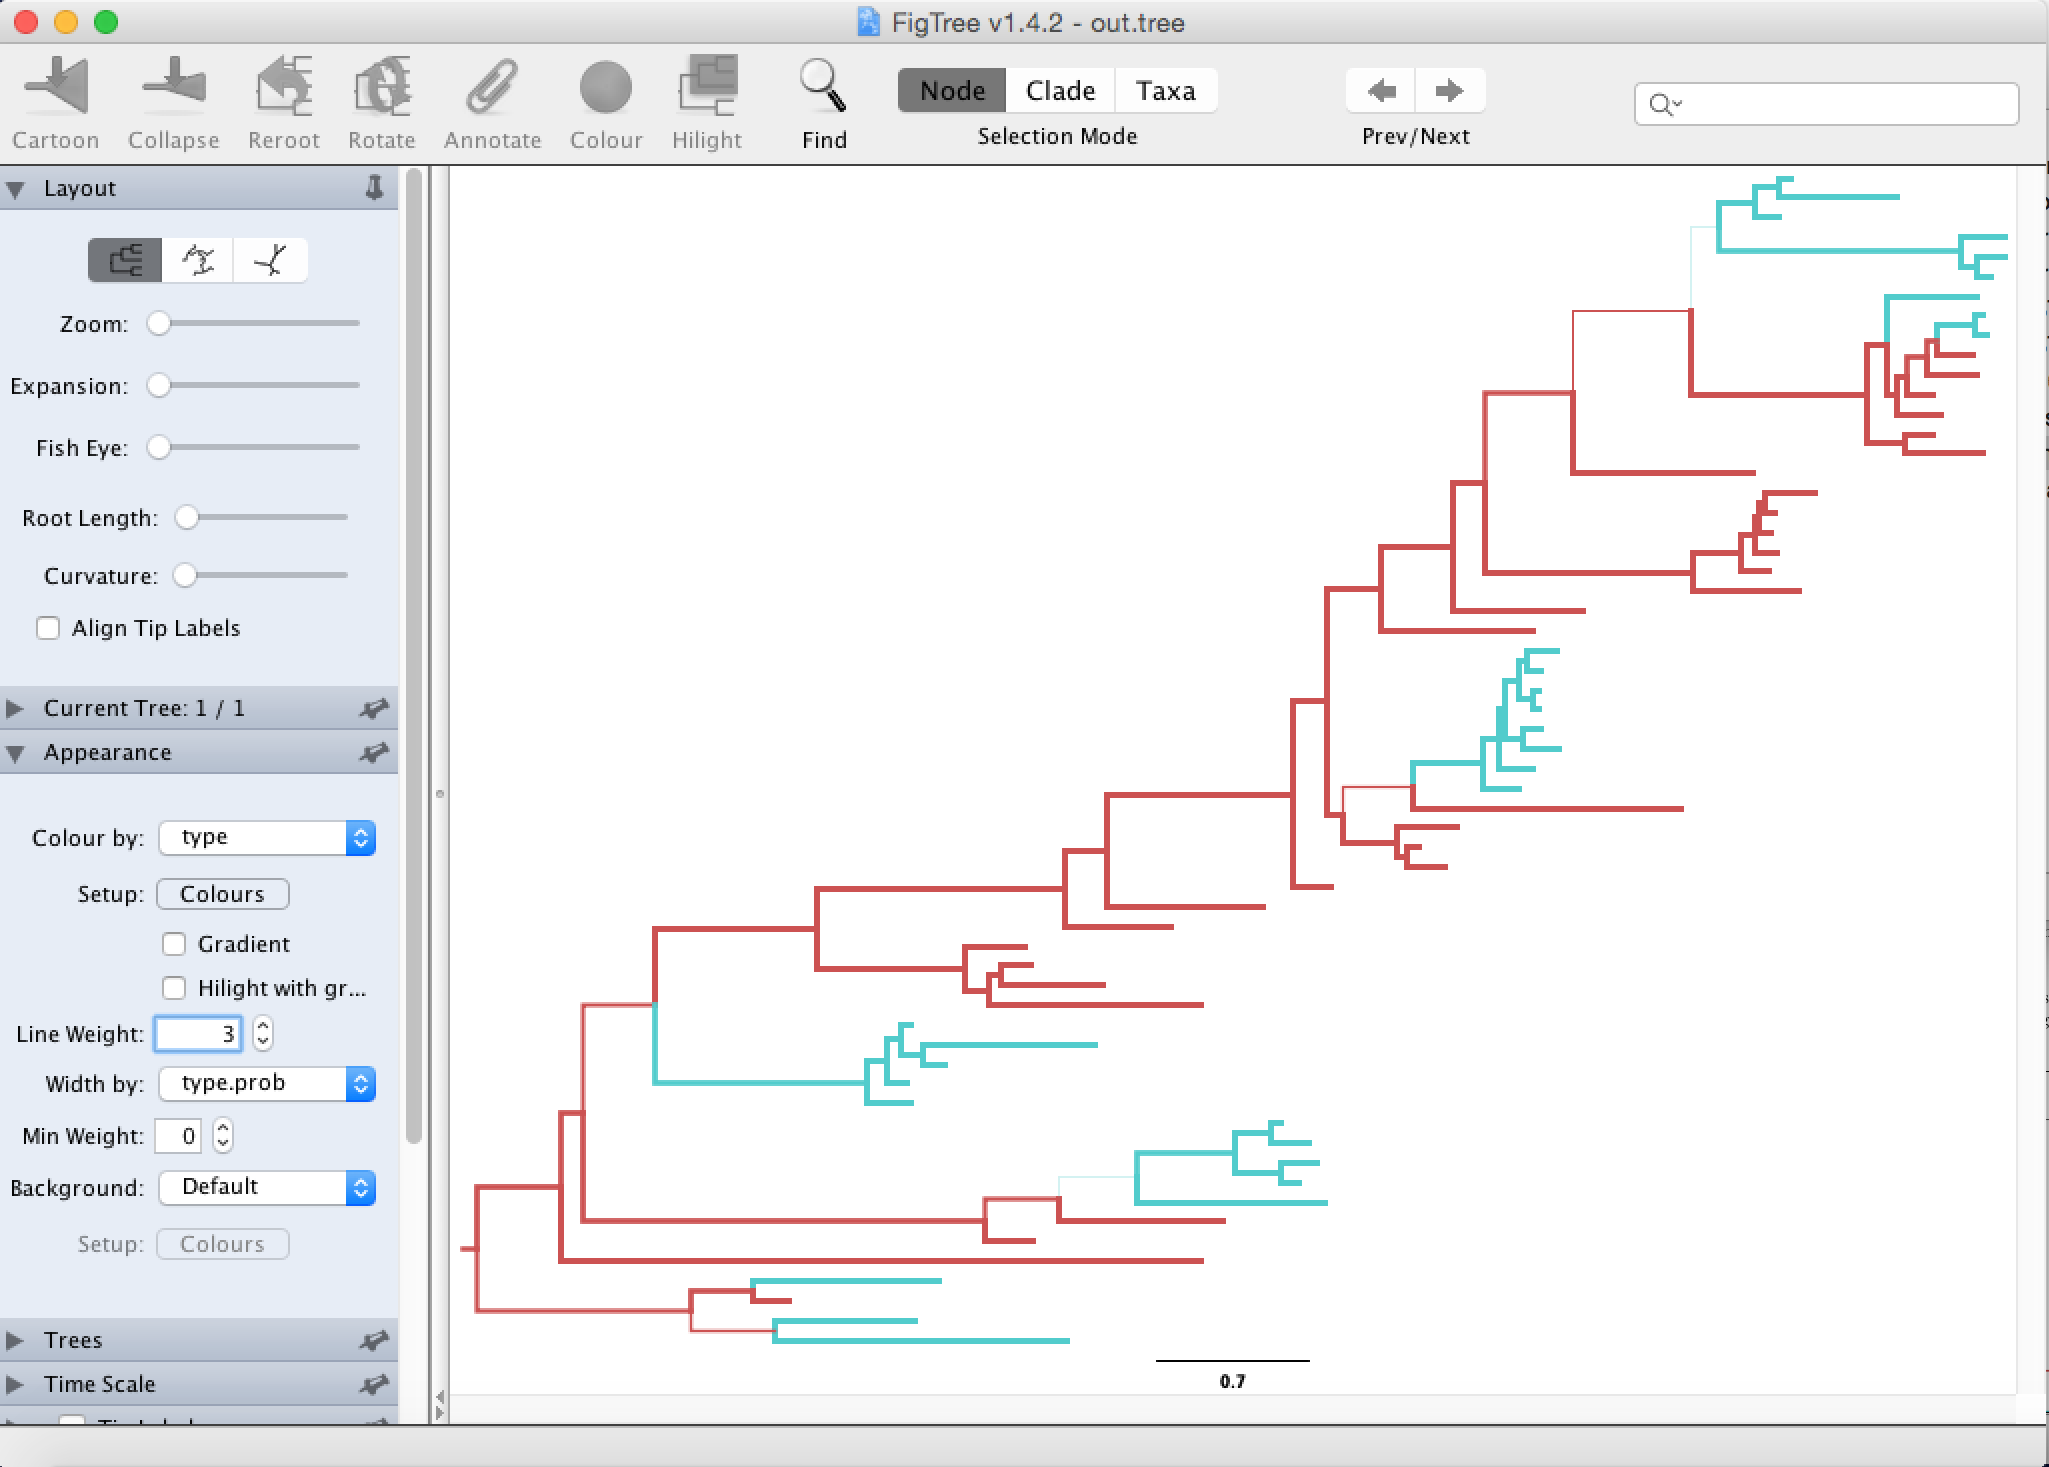 FigTree v1.4.2 - out.tree
Cartoon Collapse Reroot Rotate Annotate Colour Hilight Find
Node Clade Taxa
Selection Mode
Prev/Next
Layout
Zoom:
Expansion:
Fish Eye:
Root Length:
Curvature:
Align Tip Labels
Current Tree: 1 / 1
Appearance
Colour by: type
Setup: Colours
Gradient
Hilight with gr...
Line Weight: 3
Width by: type.prob
Min Weight: 0
Background: Default
Setup: Colours
Trees
Time Scale
0.7